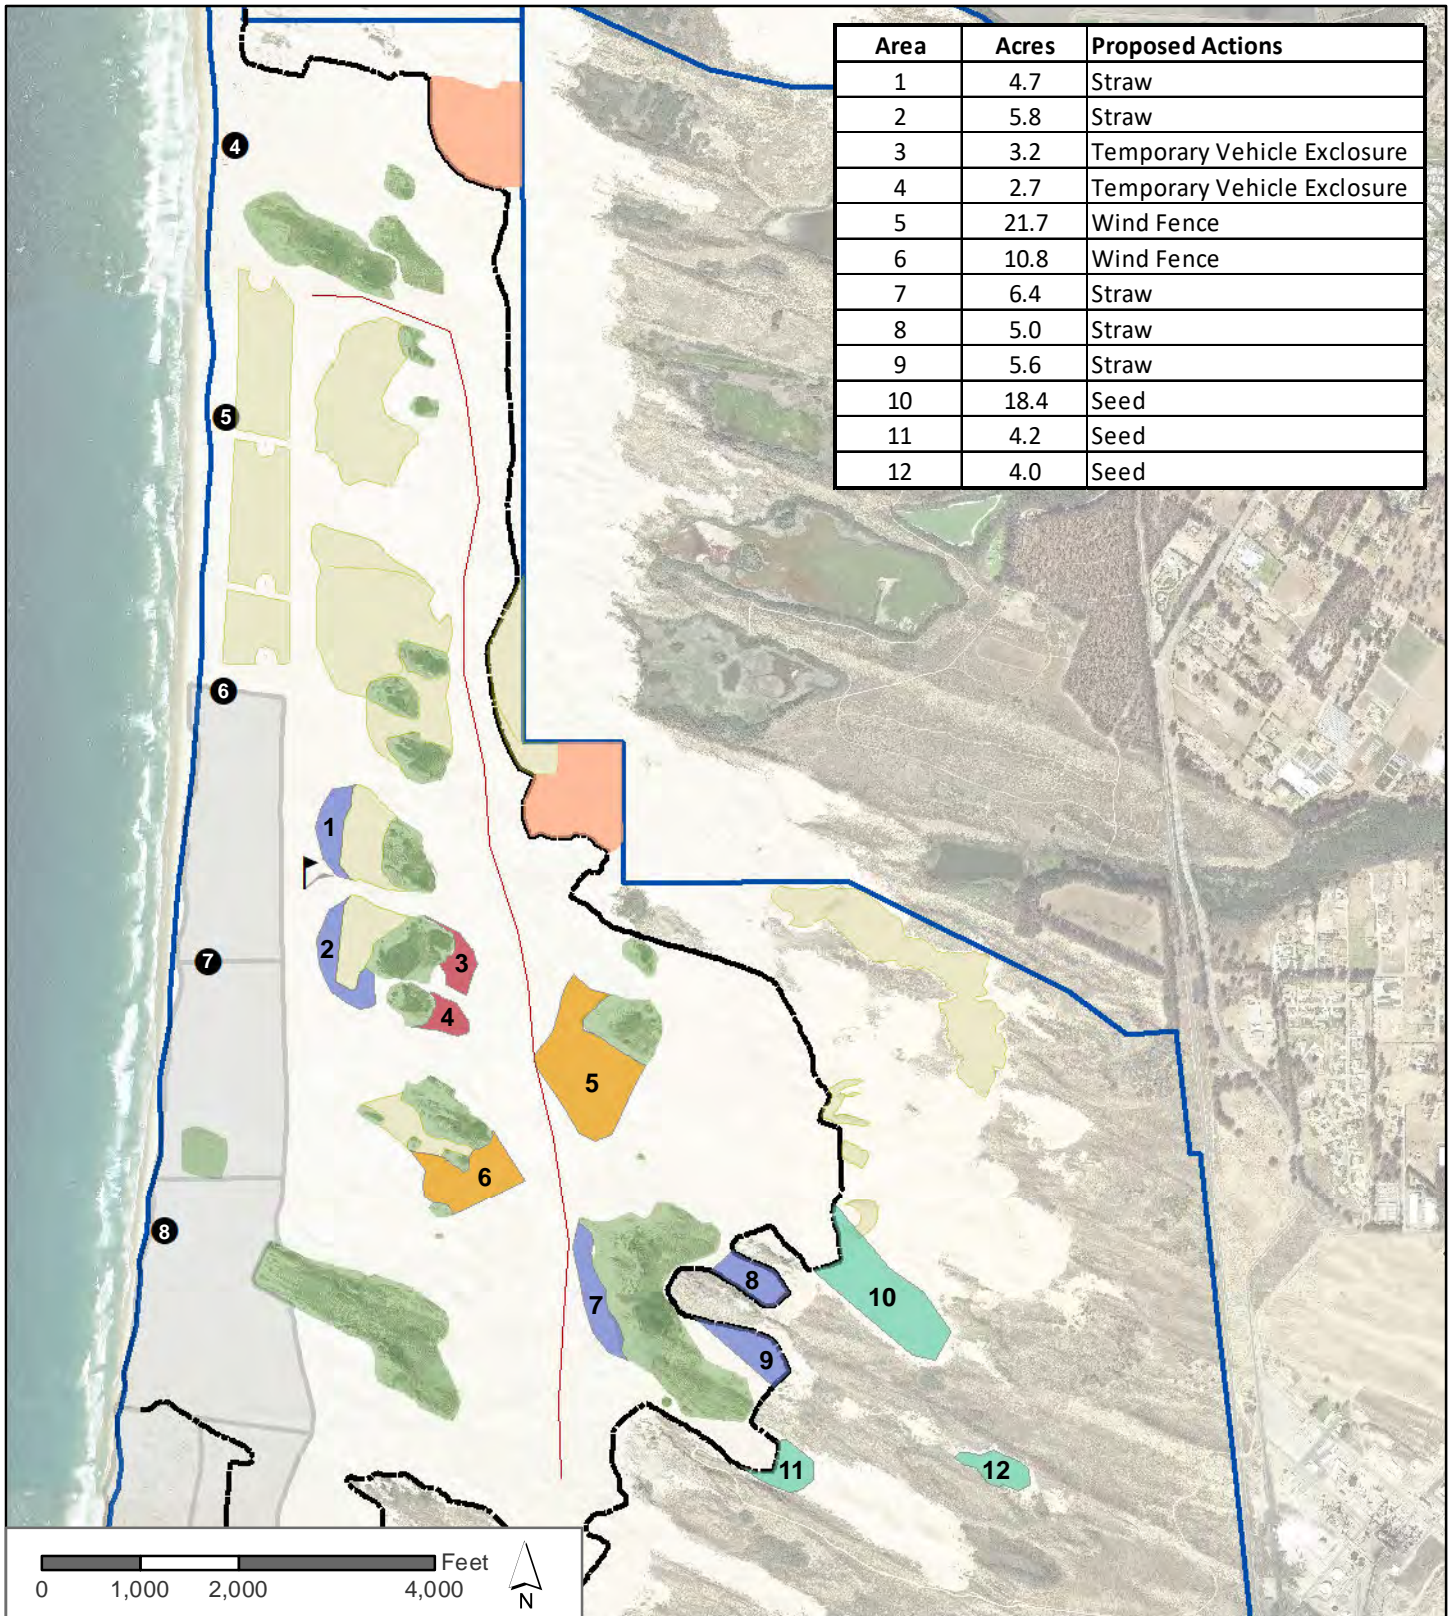 Area Acres Proposed Actions
1 4.7 Straw
2 5.8 Straw
3 3.2 Temporary Vehicle Exclosure
4 2.7 Temporary Vehicle Exclosure
5 21.7 Wind Fence
6 10.8 Wind Fence
7 6.4 Straw
8 5.0 Straw
9 5.6 Straw
10 18.4 Seed
11 4.2 Seed
12 4.0 Seed
4
5
6
1
2
7
3
4
5
6
8
8
7
10
9
11
12
Feet
0 1,000 2,000 4,000
N